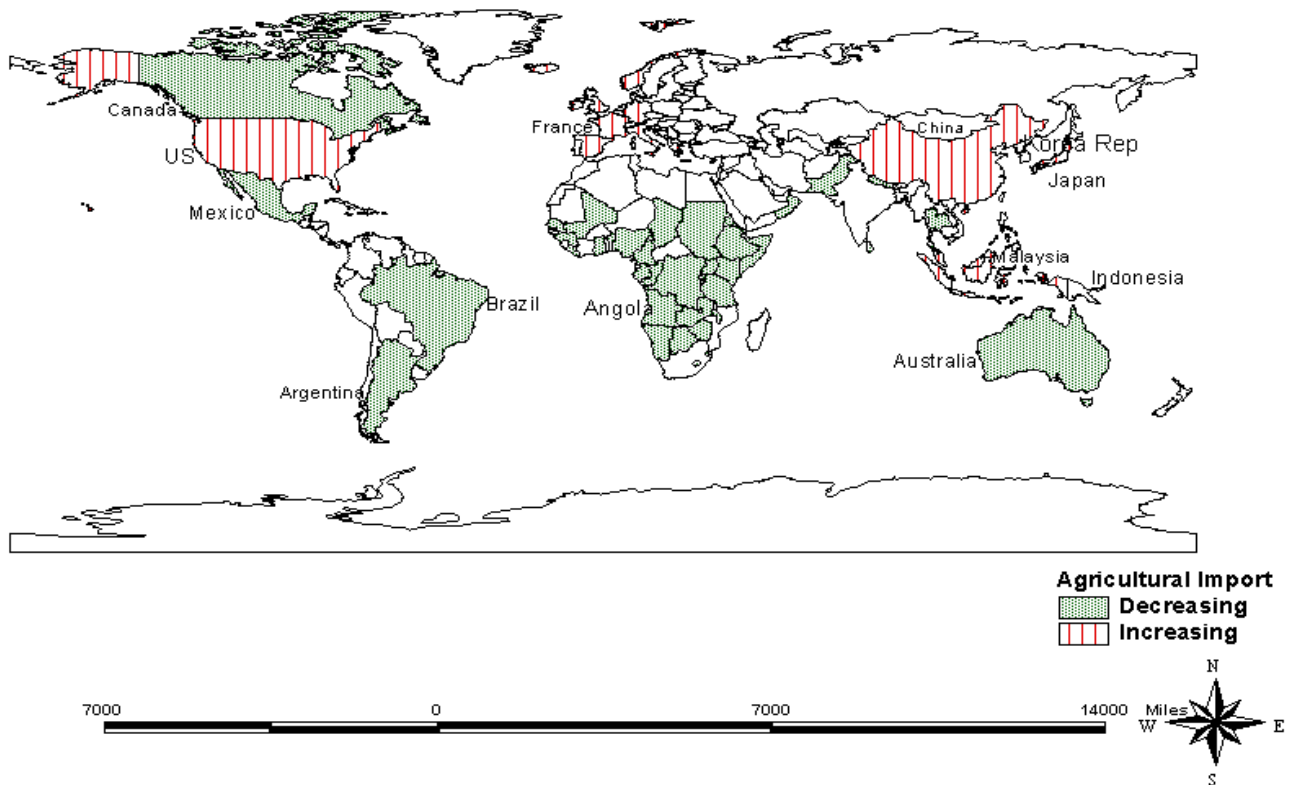 Canada
US
Mexico
Brazil
Argentina
France
Angola
China
Korea Rep
Japan
Malaysia
Indonesia
Australia
Agricultural Import
Decreasing
Increasing
7000 0 7000 14000 Miles
N
W E
S